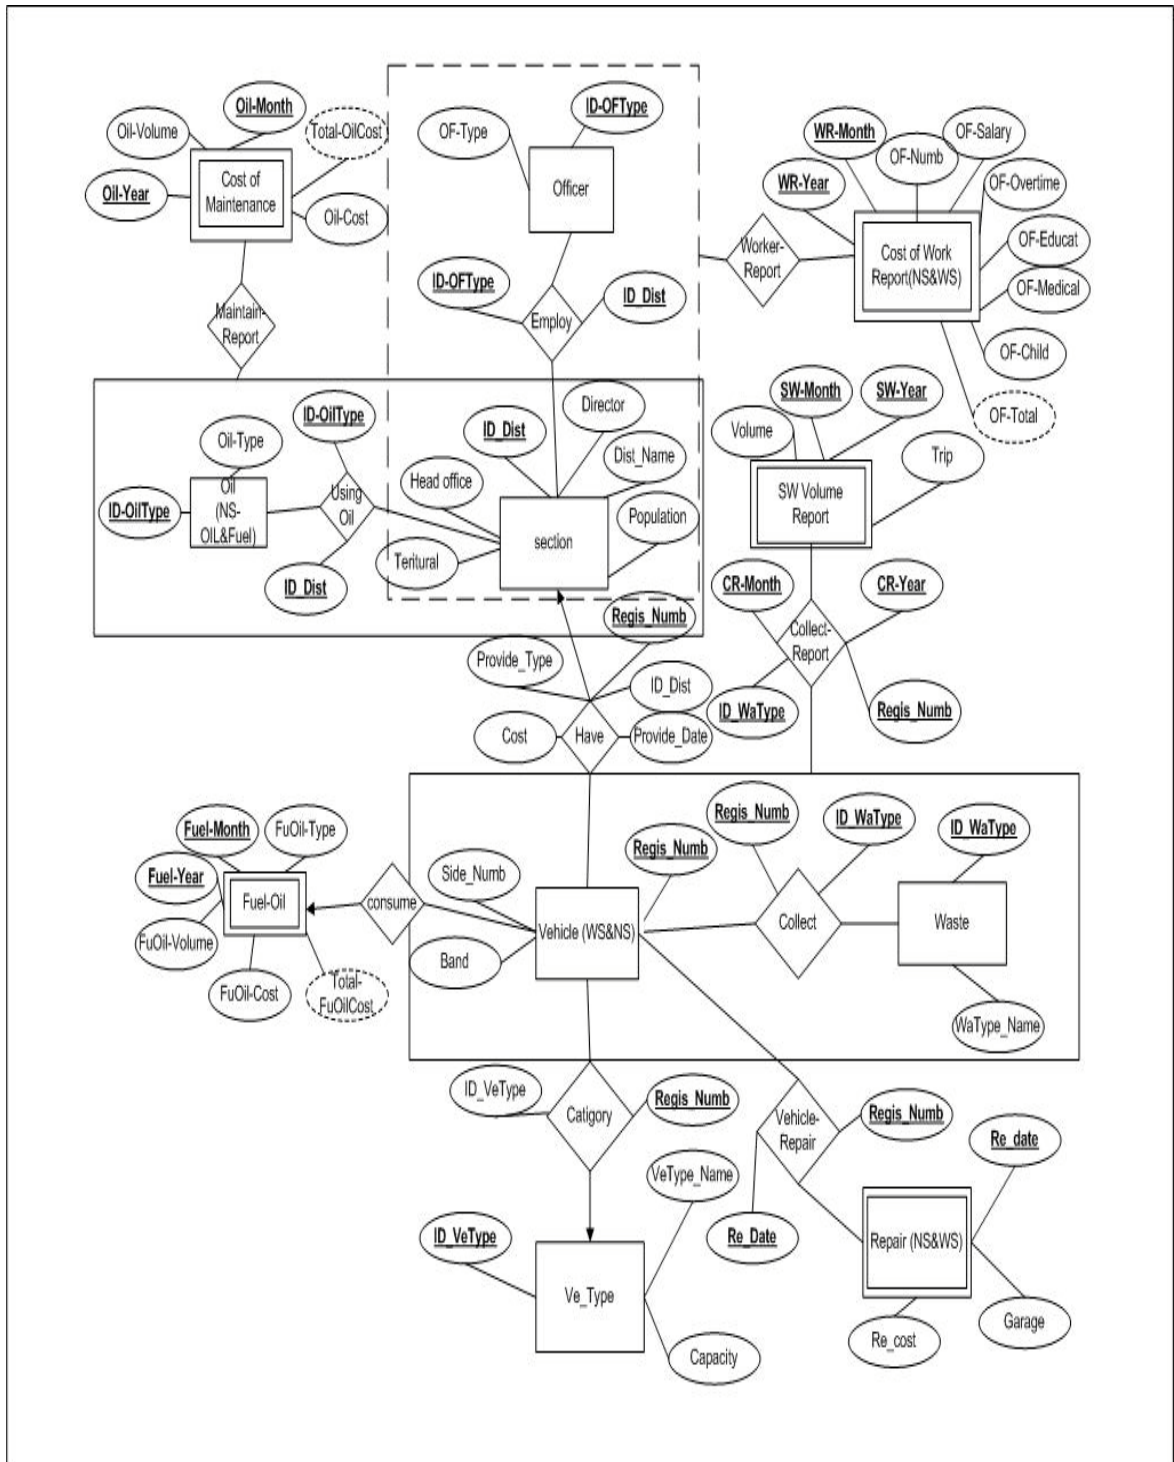 Oil-Month
Oil-Volume
Total-OilCost
Oil-Year
Cost of
Maintenance
Oil-Cost
Maintain-
Report
ID-OFType
OF-Type
Officer
ID-OFType
ID_Dist
Employ
Worker-
Report
WR-Month
OF-Salary
OF-Numb
WR-Year
OF-Overtime
Cost of Work
Report(NS&WS)
OF-Educat
OF-Medical
OF-Child
OF-Total
ID-OilType
Oil-Type
ID-OilType
Oil
(NS-
OIL&Fuel)
Using
Oil
ID_Dist
Director
ID_Dist
Dist_Name
Head office
Population
section
Teritural
SW-Month
SW-Year
Volume
Trip
SW Volume
Report
CR-Month
CR-Year
Collect-
Report
ID_WaType
Regis_Numb
Regis_Numb
Provide_Type
ID_Dist
Cost
Have
Provide_Date
Fuel-Month
FuOil-Type
Fuel-Year
Fuel-Oil
consume
FuOil-Volume
FuOil-Cost
Total-
FuOilCost
Side_Numb
Regis_Numb
Vehicle (WS&NS)
Band
Regis_Numb
ID_WaType
ID_WaType
Collect
Waste
WaType_Name
ID_VeType
Catigory
Regis_Numb
Vehicle-
Repair
Regis_Numb
Re_date
VeType_Name
ID_VeType
Re_Date
Repair (NS&WS)
Ve_Type
Garage
Re_cost
Capacity